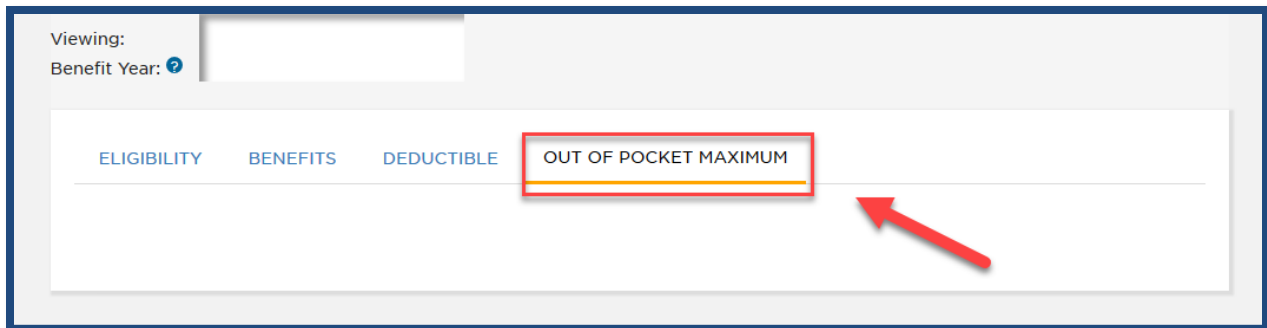 Viewing:
Benefit Year: ?
ELIGIBILITY BENEFITS DEDUCTIBLE OUT OF POCKET MAXIMUM